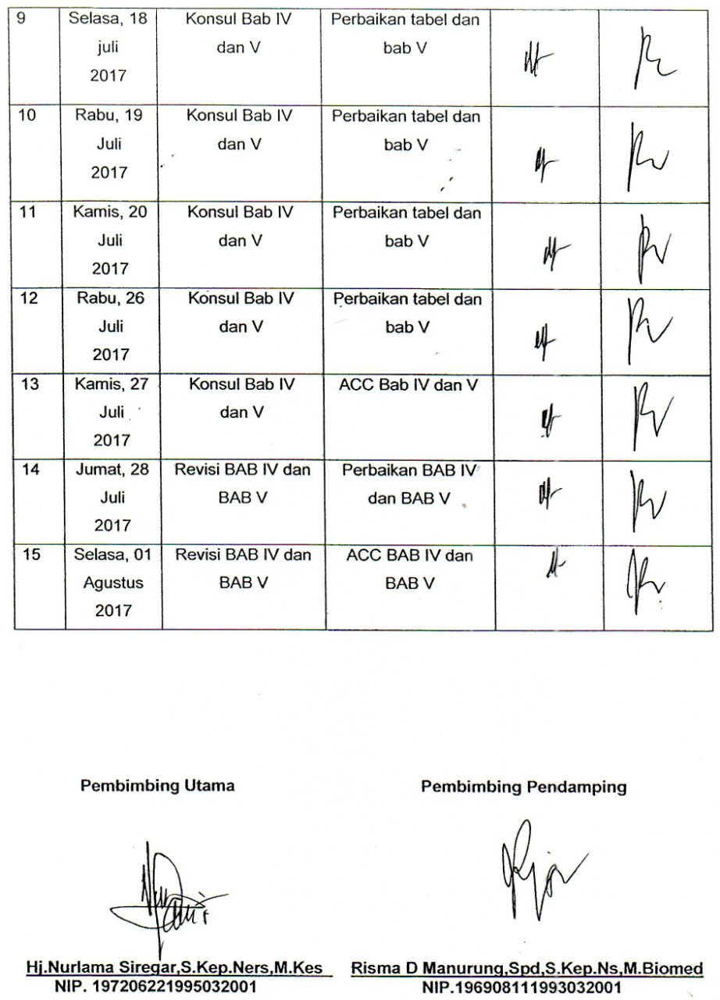 9 Selasa, 18 Konsul Bab IV Perbaikan tabel dan
juli dan V bab V
2017
10 Rabu, 19 Konsul Bab IV Perbaikan tabel dan
Juli dan V bab V
2017
11 Kamis, 20 Konsul Bab IV Perbaikan tabel dan
Juli dan V bab V
2017
12 Rabu, 26 Konsul Bab IV Perbaikan tabel dan
Juli dan V bab V
2017
13 Kamis, 27 Konsul Bab IV ACC Bab IV dan V
Juli dan V
2017
14 Jumat, 28 Revisi BAB IV dan Perbaikan BAB IV
Juli BAB V dan BAB V
2017
15 Selasa, 01 Revisi BAB IV dan ACC BAB IV dan
Agustus BAB V BAB V
2017
Pembimbing Utama Pembimbing Pendamping
Hj.Nurlama Siregar,S.Kep.Ners,M.Kes Risma D Manurung,Spd,S.Kep.Ns,M.Biomed
NIP. 197206221995032001 NIP.196908111993032001